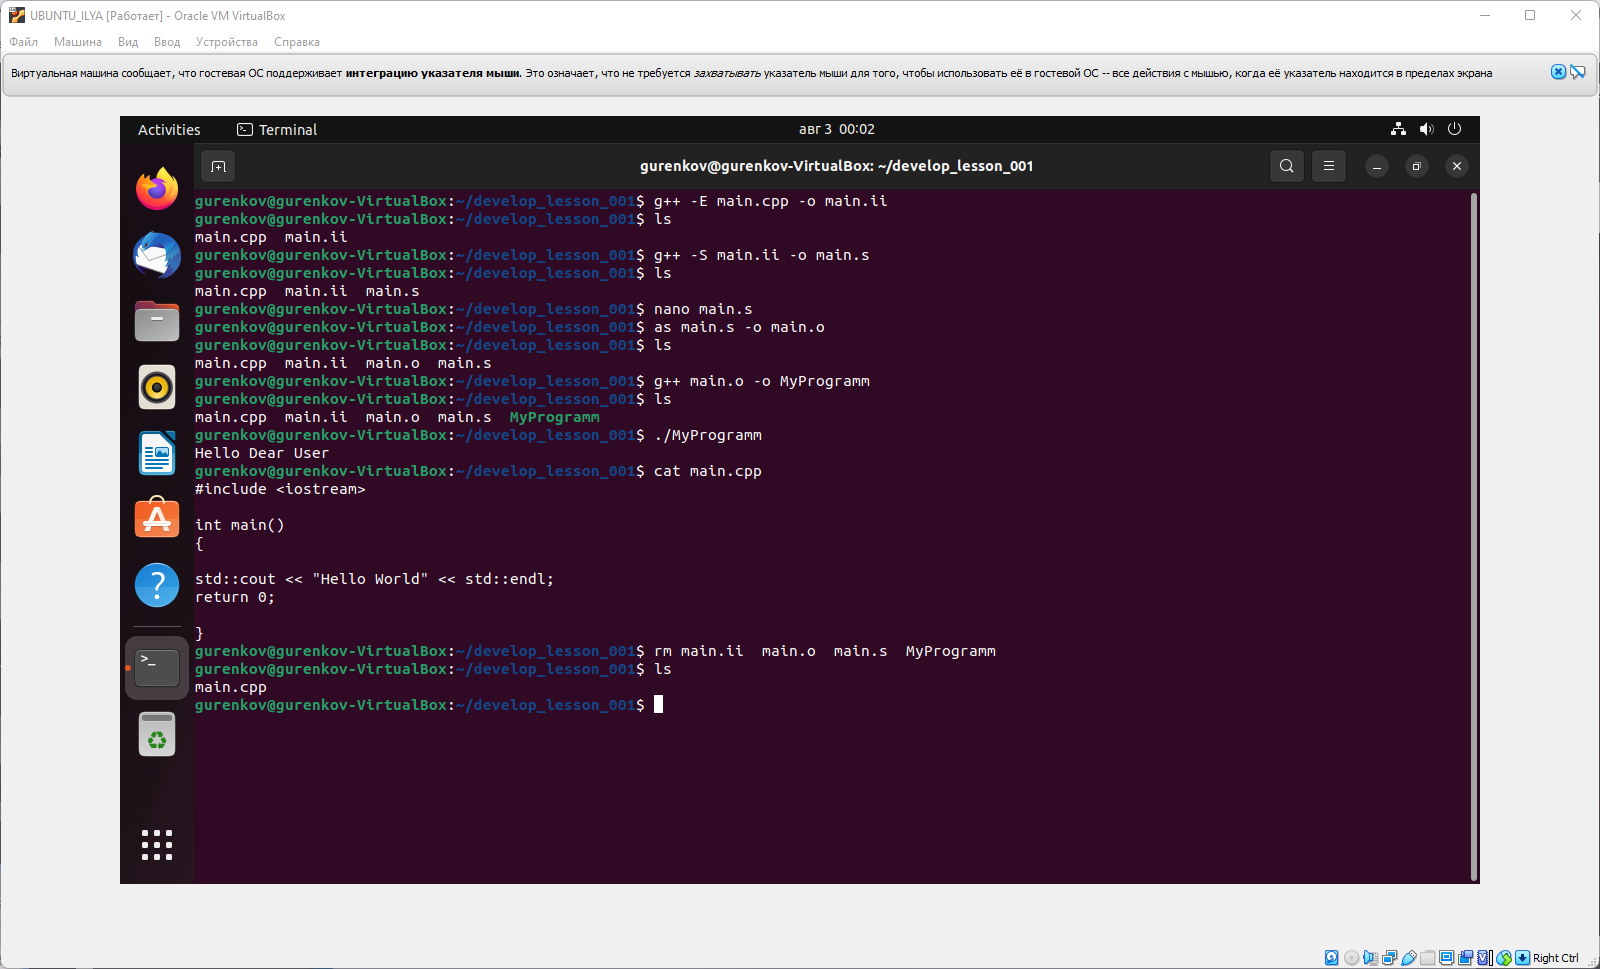 UBUNTU_ILYA [Работает] - Oracle VM VirtualBox
Файл Машина Вид Ввод Устройства Справка
Виртуальная машина сообщает, что гостевая ОС поддерживает интеграцию указателя мыши. Это означает, что не требуется захватывать указатель мыши для того, чтобы использовать её в гостевой ОС -- все действия с мышью, когда её указатель находится в пределах экрана
Activities Terminal авг 3 00:02
gurenkov@gurenkov-VirtualBox: ~/develop_lesson_001
gurenkov@gurenkov-VirtualBox:~/develop_lesson_001$ g++ -E main.cpp -o main.ii
gurenkov@gurenkov-VirtualBox:~/develop_lesson_001$ ls
main.cpp  main.ii
gurenkov@gurenkov-VirtualBox:~/develop_lesson_001$ g++ -S main.ii -o main.s
gurenkov@gurenkov-VirtualBox:~/develop_lesson_001$ ls
main.cpp  main.ii  main.s
gurenkov@gurenkov-VirtualBox:~/develop_lesson_001$ nano main.s
gurenkov@gurenkov-VirtualBox:~/develop_lesson_001$ as main.s -o main.o
gurenkov@gurenkov-VirtualBox:~/develop_lesson_001$ ls
main.cpp  main.ii  main.o  main.s
gurenkov@gurenkov-VirtualBox:~/develop_lesson_001$ g++ main.o -o MyProgramm
gurenkov@gurenkov-VirtualBox:~/develop_lesson_001$ ls
main.cpp  main.ii  main.o  main.s  MyProgramm
gurenkov@gurenkov-VirtualBox:~/develop_lesson_001$ ./MyProgramm
Hello Dear User
gurenkov@gurenkov-VirtualBox:~/develop_lesson_001$ cat main.cpp
#include <iostream>
int main()
{
std::cout << "Hello World" << std::endl;
return 0;
}
gurenkov@gurenkov-VirtualBox:~/develop_lesson_001$ rm main.ii  main.o  main.s  MyProgramm
gurenkov@gurenkov-VirtualBox:~/develop_lesson_001$ ls
main.cpp
gurenkov@gurenkov-VirtualBox:~/develop_lesson_001$
Right Ctrl